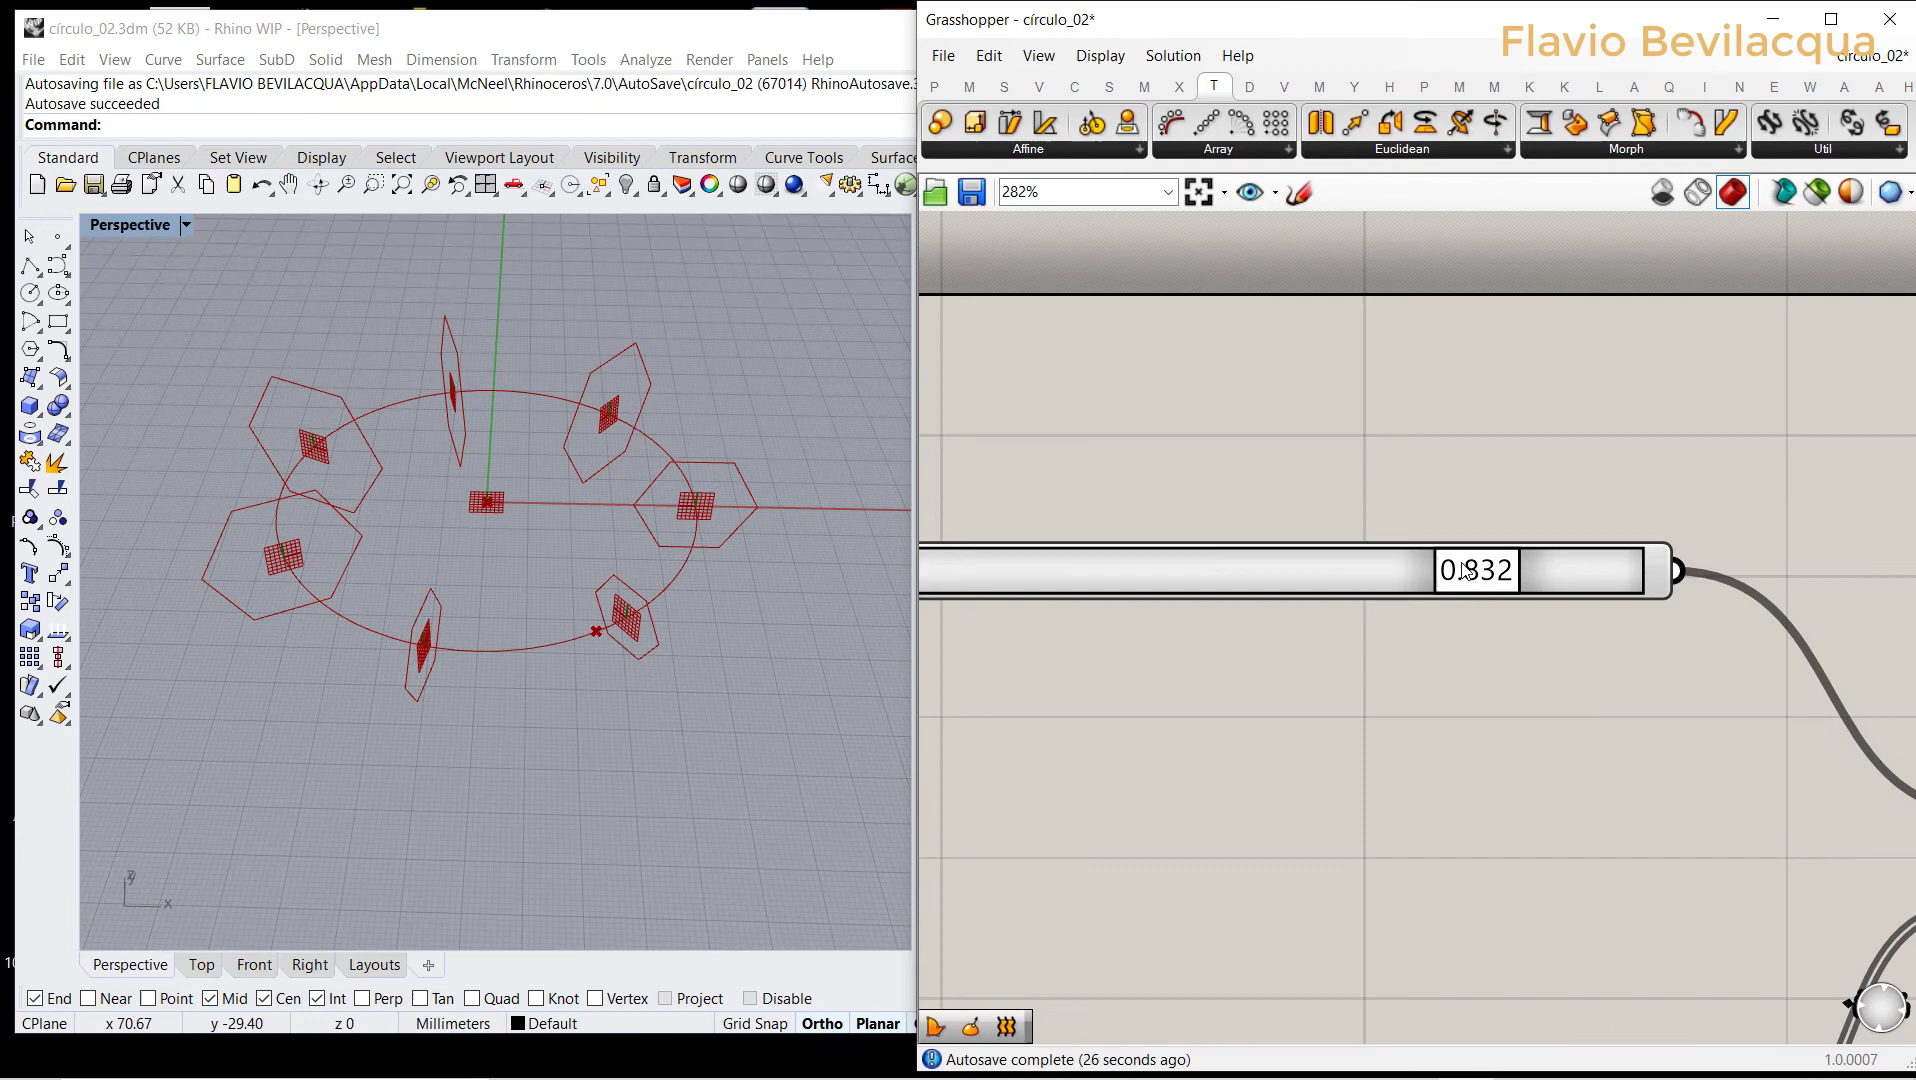 círculo_02.3dm (52 KB) - Rhino WIP - [Perspective]
File Edit View Curve Surface SubD Solid Mesh Dimension Transform Tools Analyze Render Panels Help
Autosaving file as C:\Users\FLAVIO BEVILACQUA\AppData\Local\McNeel\Rhinoceros\7.0\AutoSave\círculo_02 (67014) RhinoAutosave.3
Autosave succeeded
Command:
Standard CPlanes Set View Display Select Viewport Layout Visibility Transform Curve Tools Surface
Perspective
y
x
Perspective Top Front Right Layouts
End Near Point Mid Cen Int Perp Tan Quad Knot Vertex Project Disable
CPlane x 70.67 y -29.40 z 0 Millimeters Default Grid Snap Ortho Planar
Grasshopper - círculo_02*
Flavio Bevilacqua
File Edit View Display Solution Help círculo_02*
P M S V C S M X T D V M Y H P M M K K L A Q I N E W A A H
Affine Array Euclidean Morph Util
282%
0.832
Autosave complete (26 seconds ago) 1.0.0007